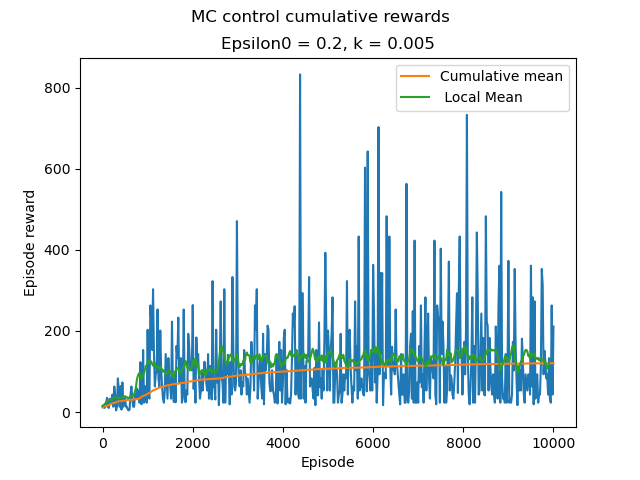 MC control cumulative rewards
Epsilon0 = 0.2, k = 0.005
Cumulative mean
Local Mean
800
600
400
200
0
Episode reward
0
2000
4000
6000
8000
10000
Episode